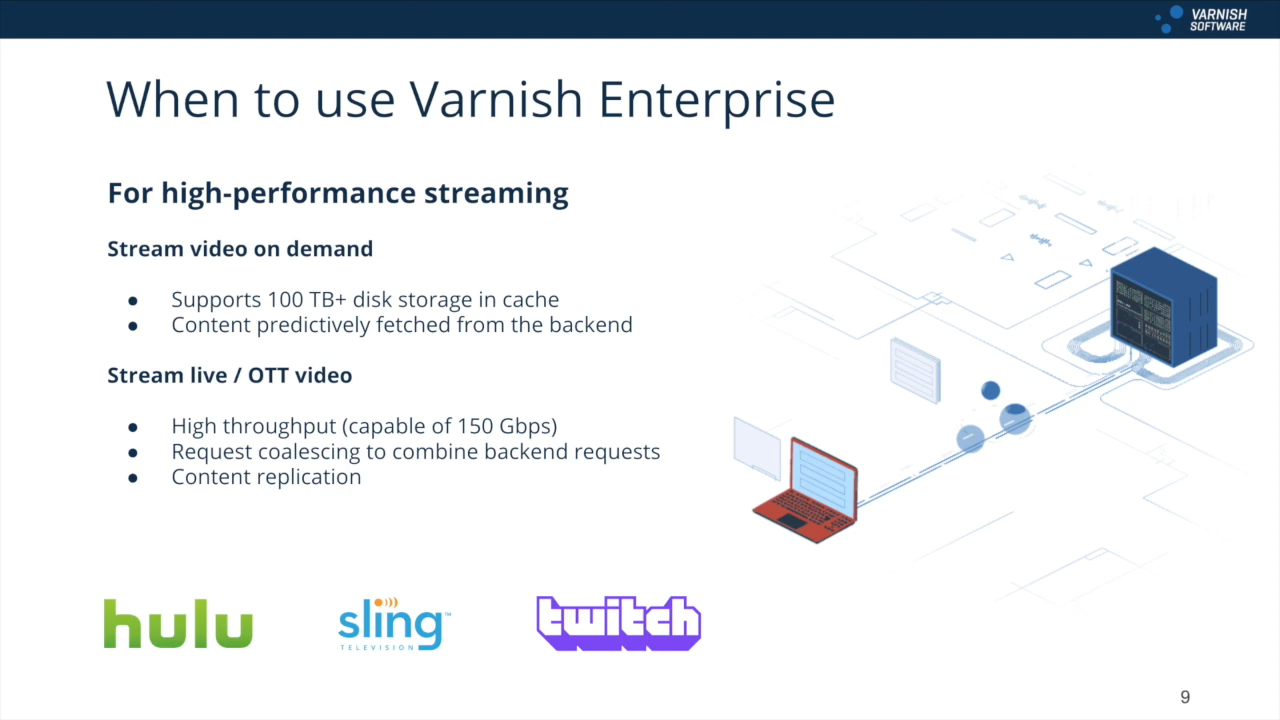 VARNISH
SOFTWARE
When to use Varnish Enterprise
For high-performance streaming
Stream video on demand
● Supports 100 TB+ disk storage in cache
● Content predictively fetched from the backend
Stream live / OTT video
● High throughput (capable of 150 Gbps)
● Request coalescing to combine backend requests
● Content replication
hulu
sling™
TELEVISION
twitch
9